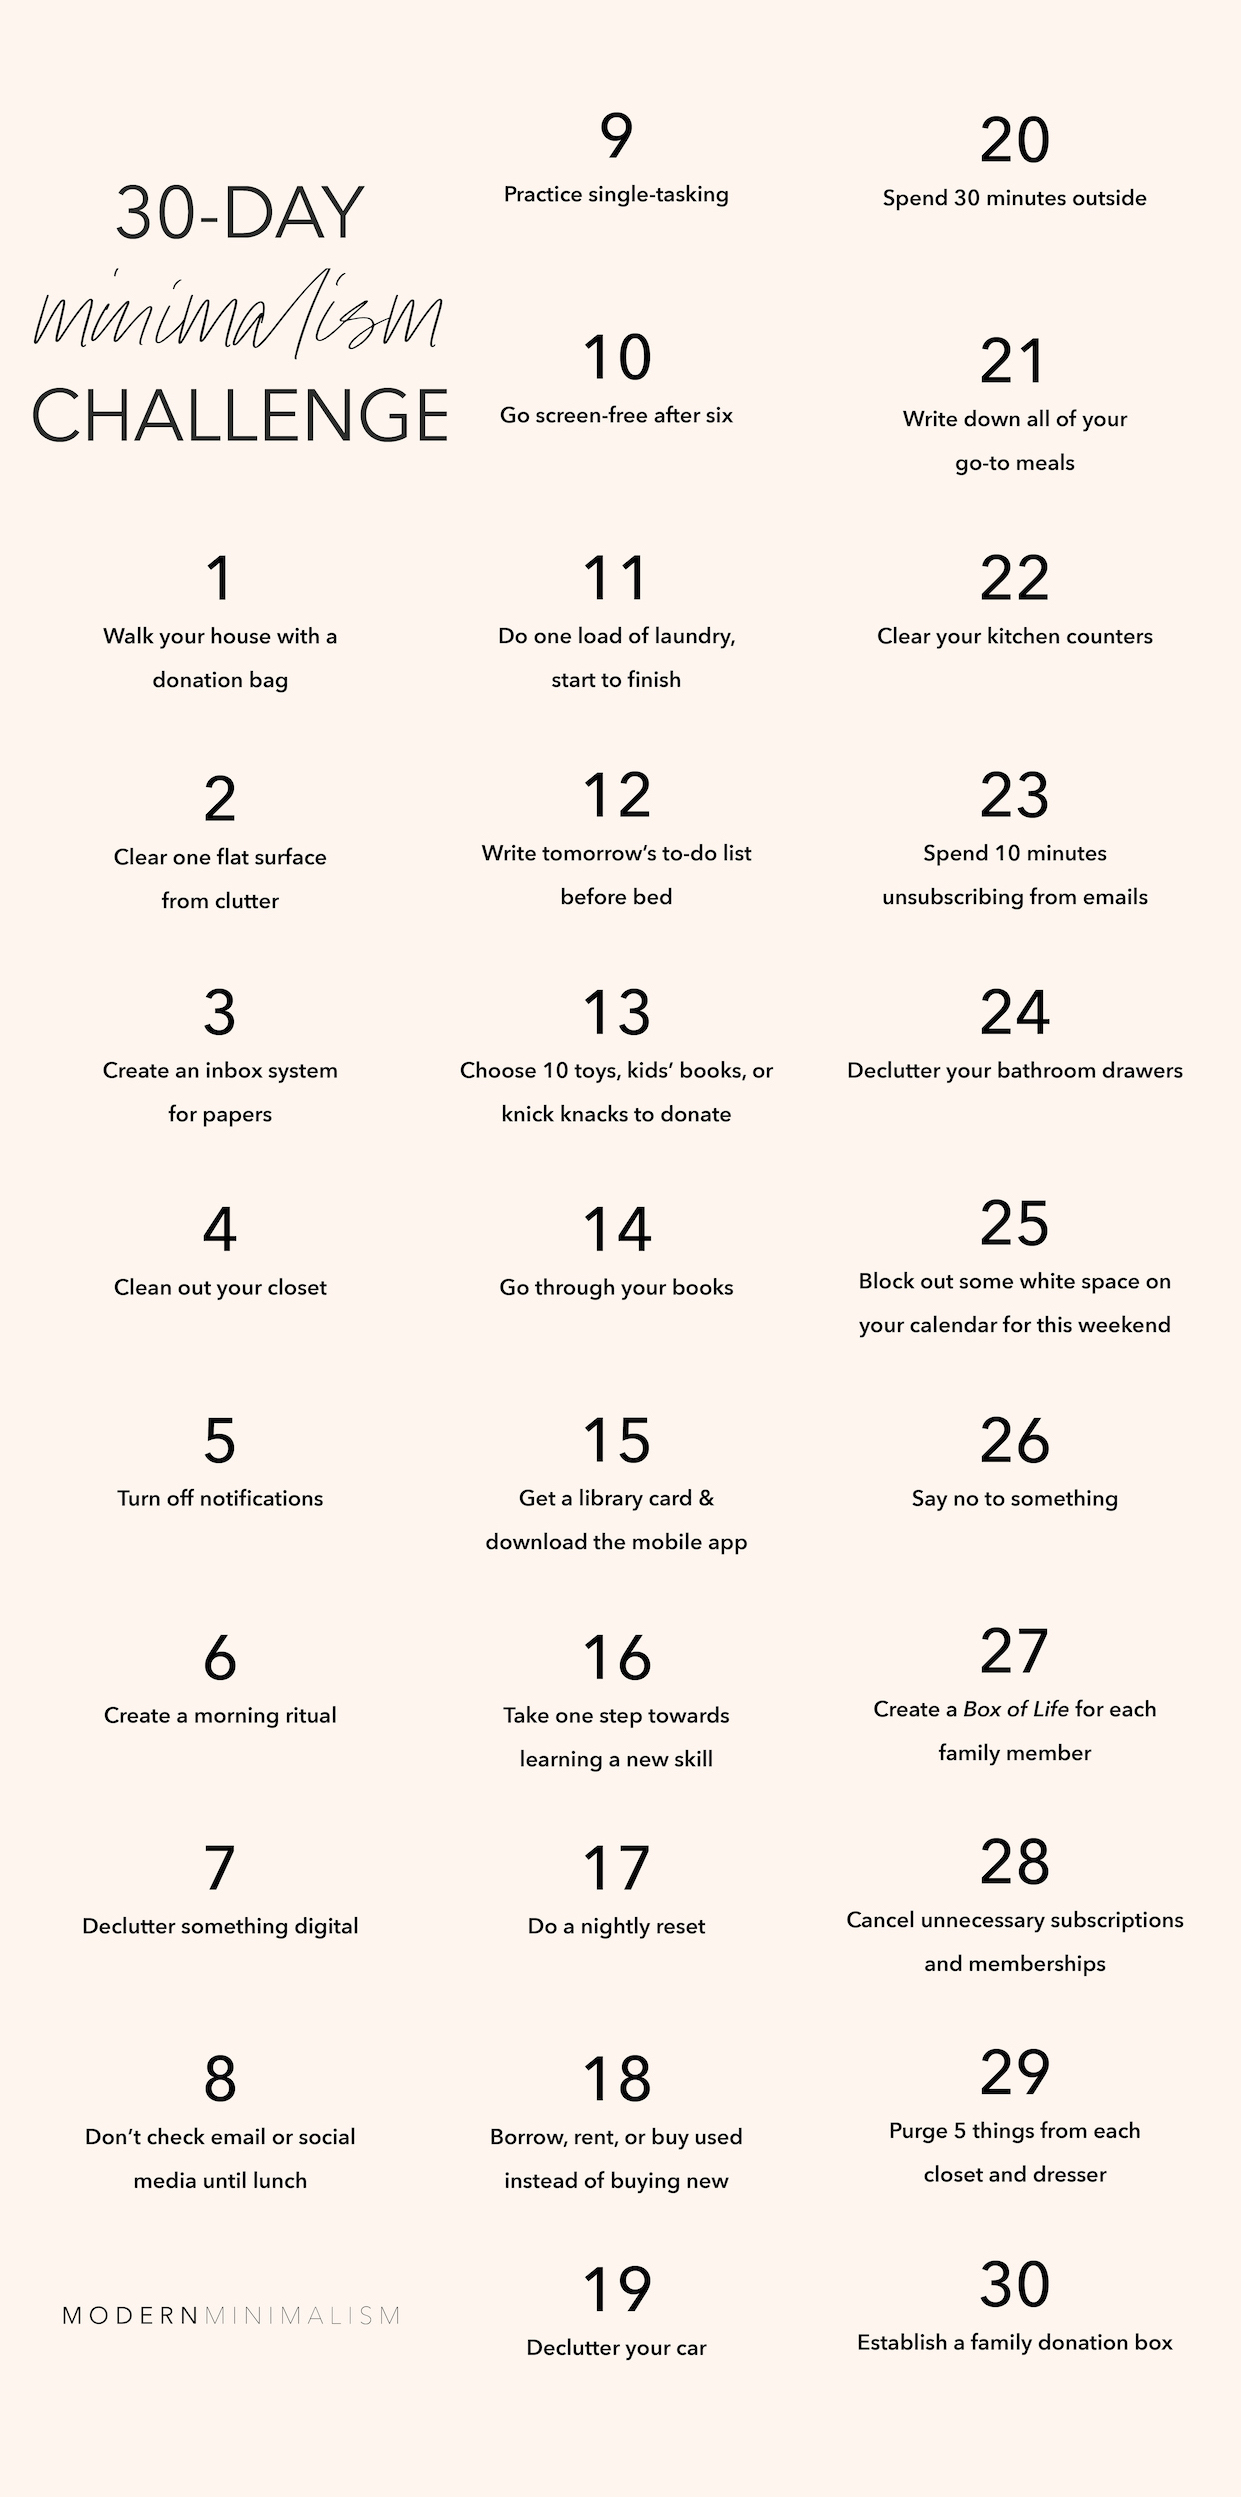 30-DAY
minimalism
CHALLENGE
1
Walk your house with a
donation bag
2
Clear one flat surface
from clutter
3
Create an inbox system
for papers
4
Clean out your closet
5
Turn off notifications
6
Create a morning ritual
7
Declutter something digital
8
Don’t check email or social
media until lunch
MODERNMINIMALISM
9
Practice single-tasking
10
Go screen-free after six
11
Do one load of laundry,
start to finish
12
Write tomorrow’s to-do list
before bed
13
Choose 10 toys, kids’ books, or
knick knacks to donate
14
Go through your books
15
Get a library card &
download the mobile app
16
Take one step towards
learning a new skill
17
Do a nightly reset
18
Borrow, rent, or buy used
instead of buying new
19
Declutter your car
20
Spend 30 minutes outside
21
Write down all of your
go-to meals
22
Clear your kitchen counters
23
Spend 10 minutes
unsubscribing from emails
24
Declutter your bathroom drawers
25
Block out some white space on
your calendar for this weekend
26
Say no to something
27
Create a Box of Life for each
family member
28
Cancel unnecessary subscriptions
and memberships
29
Purge 5 things from each
closet and dresser
30
Establish a family donation box